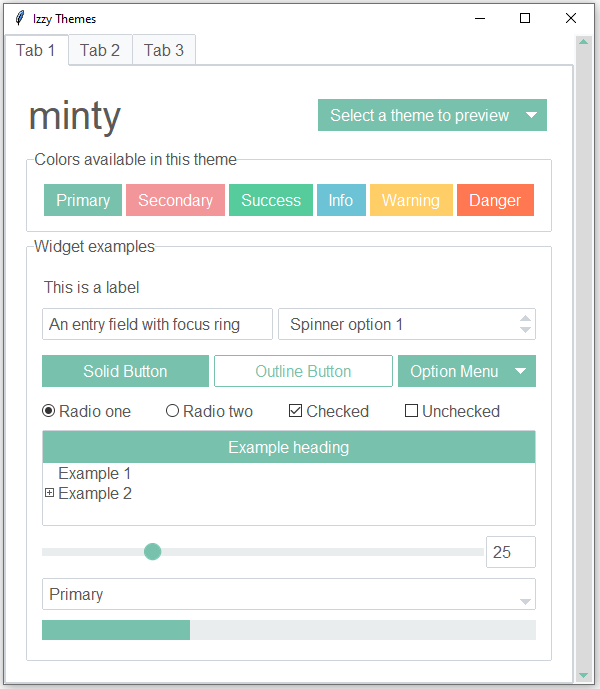 Izzy Themes
Tab 1 Tab 2 Tab 3
minty Select a theme to preview
Colors available in this theme
Primary Secondary Success Info Warning Danger
Widget examples
This is a label
An entry field with focus ring Spinner option 1
Solid Button Outline Button Option Menu
Radio one Radio two Checked Unchecked
Example heading
Example 1
Example 2
25
Primary